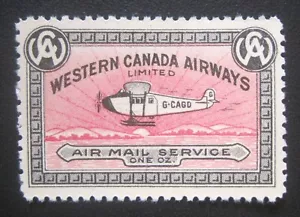 WESTERN CANADA AIRWAYS
LIMITED
G-CAGD
AIR MAIL SERVICE
ONE OZ.